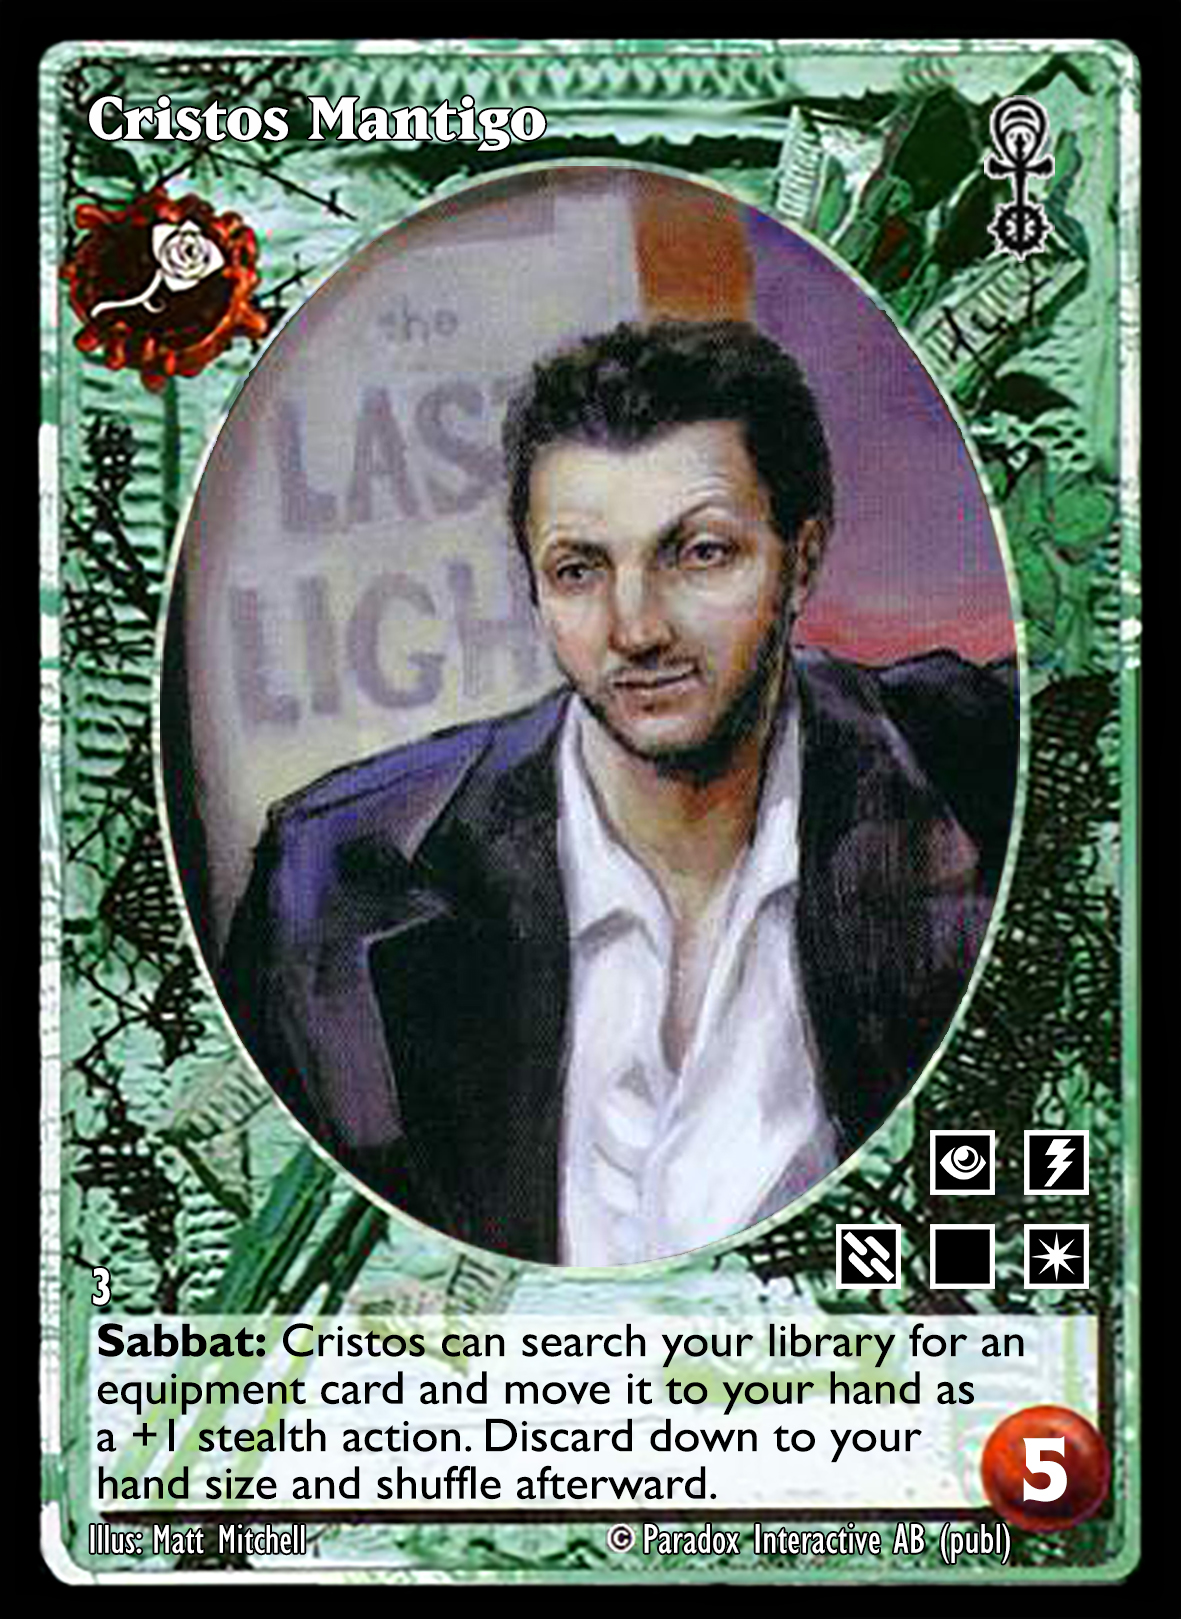 Cristos Mantigo
the
LAST
LIGH
3
Sabbat: Cristos can search your library for an
equipment card and move it to your hand as
a +1 stealth action. Discard down to your
hand size and shuffle afterward.
5
Illus: Matt Mitchell
© Paradox Interactive AB (publ)